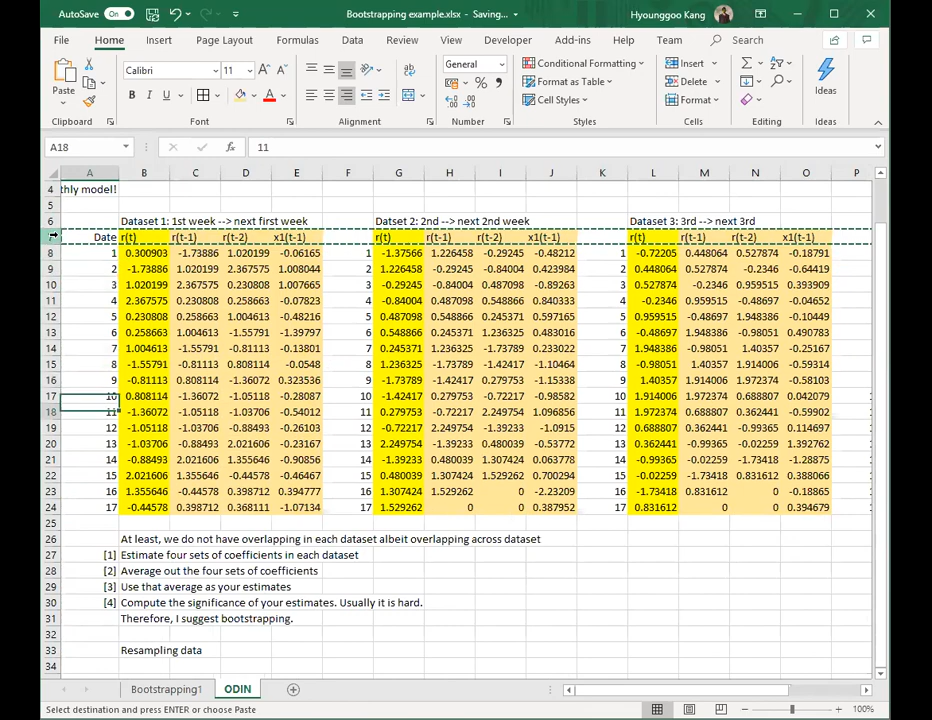 AutoSave On Bootstrapping example.xlsx - Saving... Hyounggoo Kang
File Home Insert Page Layout Formulas Data Review View Developer Add-ins Help Team Search
Paste Calibri 11 A A General Conditional Formatting Insert Ideas
B I U A % Format as Table Delete
Cell Styles Format
Clipboard Font Alignment Number Styles Cells Editing Ideas
A18 fx 11
A B C D E F G H I J K L M N O P
4 thly model!
5
6 Dataset 1: 1st week --> next first week Datset 2: 2nd --> next 2nd week Dataset 3: 3rd --> next 3rd
Date r(t) r(t-1) r(t-2) x1(t-1) r(t) r(t-1) r(t-2) x1(t-1) r(t) r(t-1) r(t-2) x1(t-1)
8 1 0.300903 -1.73886 1.020199 -0.06165 1 -1.37566 1.226458 -0.29245 -0.48212 1 -0.72205 0.448064 0.527874 -0.18791
9 2 -1.73886 1.020199 2.367575 1.008044 2 1.226458 -0.29245 -0.84004 0.423984 2 0.448064 0.527874 -0.2346 -0.64419
10 3 1.020199 2.367575 0.230808 1.007665 3 -0.29245 -0.84004 0.487098 -0.89263 3 0.527874 -0.2346 0.959515 0.393909
11 4 2.367575 0.230808 0.258663 -0.07823 4 -0.84004 0.487098 0.548866 0.840333 4 -0.2346 0.959515 -0.48697 -0.04652
12 5 0.230808 0.258663 1.004613 -0.48216 5 0.487098 0.548866 0.245371 0.597165 5 0.959515 -0.48697 1.948386 -0.10449
13 6 0.258663 1.004613 -1.55791 -1.39797 6 0.548866 0.245371 1.236325 0.483016 6 -0.48697 1.948386 -0.98051 0.490783
14 7 1.004613 -1.55791 -0.81113 -0.13801 7 0.245371 1.236325 -1.73789 0.233022 7 1.948386 -0.98051 1.40357 -0.25167
15 8 -1.55791 -0.81113 0.808114 -0.0548 8 1.236325 -1.73789 -1.42417 -1.10464 8 -0.98051 1.40357 1.914006 -0.98314
16 9 -0.81113 0.808114 -1.36072 0.323536 9 -1.73789 -1.42417 0.279753 -1.15338 9 1.40357 1.914006 1.972374 -0.58103
17 10 0.808114 -1.36072 -1.05118 -0.28087 10 -1.42417 0.279753 -0.72217 -0.98582 10 1.914006 1.972374 0.688807 0.042079 1
18 11 -1.36072 -1.05118 -1.03706 -0.54012 11 0.279753 -0.72217 2.249754 1.096856 11 1.972374 0.688807 0.362441 -0.59902 1
19 12 -1.05118 -1.03706 -0.88493 -0.26103 12 -0.72217 2.249754 -1.39233 -1.0915 12 0.688807 0.362441 -0.99365 0.114697 1
20 13 -1.03706 -0.88493 2.021606 -0.23167 13 2.249754 -1.39233 0.480039 -0.53772 13 0.362441 -0.99365 -0.02259 1.392762 1
21 14 -0.88493 2.021606 1.355646 -0.90856 14 -1.39233 0.480039 1.307424 0.063778 14 -0.99365 -0.02259 -1.73418 -1.28875 1
22 15 2.021606 1.355646 -0.44578 -0.46467 15 0.480039 1.307424 1.529262 0.700294 15 -0.02259 -1.73418 0.831632 0.388066 1
23 16 1.355646 -0.44578 0.398712 0.394777 16 1.307424 1.529262 0 -2.23209 16 -1.73418 0.831612 0 -0.18865 1
24 17 -0.44578 0.398712 0.368111 -1.07134 17 1.529262 0 0 0.387952 17 0.831612 0 0 0.394679 1
25
26 At least, we do not have overlapping in each dataset albeit overlapping across dataset
27 [1] Estimate four sets of coefficients in each dataset
28 [2] Average out the four sets of coefficients
29 [3] Use that average as your estimates
30 [4] Compute the significance of your estimates. Usually it is hard.
31 Therefore, I suggest bootstrapping.
32
33 Resampling data
34
Bootstrapping1 ODIN
Select destination and press ENTER or choose Paste 100%